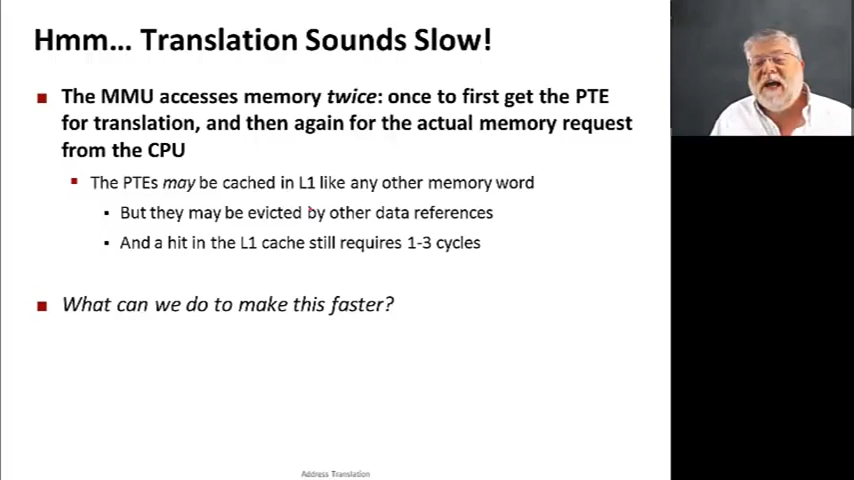 Hmm... Translation Sounds Slow!
The MMU accesses memory twice: once to first get the PTE
for translation, and then again for the actual memory request
from the CPU
The PTEs may be cached in L1 like any other memory word
But they may be evicted by other data references
And a hit in the L1 cache still requires 1-3 cycles
What can we do to make this faster?
Address Translation